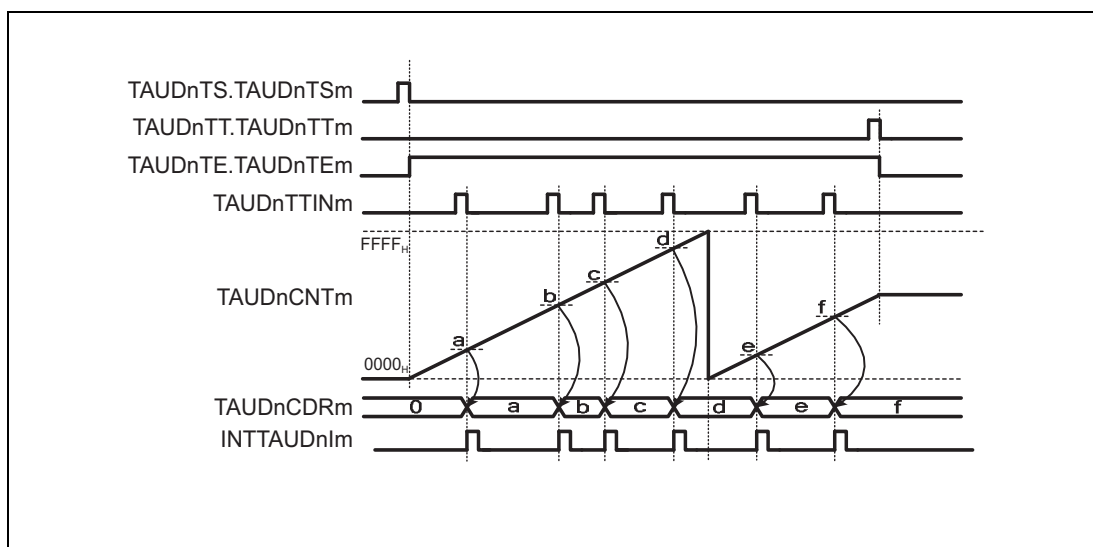 TAUDnTS.TAUDnTSm
TAUDnTT.TAUDnTTm
TAUDnTE.TAUDnTEm
TAUDnTTINm
FFFFH
d
c
b
TAUDnCNTm
f
a
e
0000H
TAUDnCDRm 0 a b c d e f
INTTAUDnIm